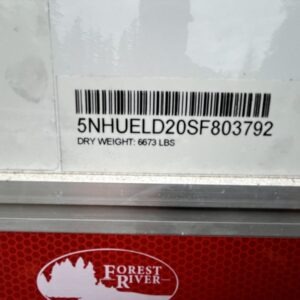 5NHUELD20SF803792
DRY WEIGHT: 6673 LBS
FOREST
RIVER